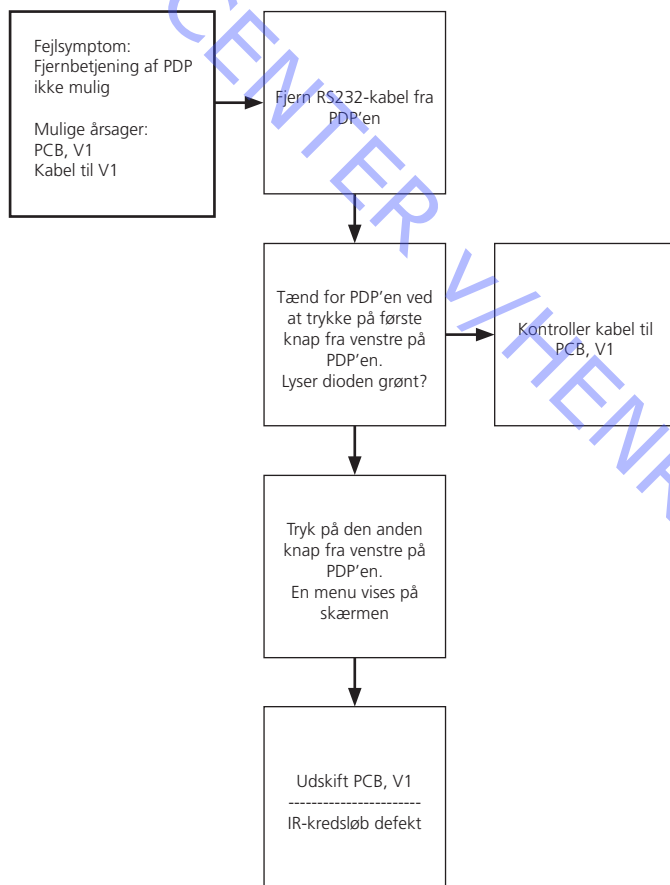 Fejlsymptom:
Fjernbetjening af PDP
ikke mulig
Mulige årsager:
PCB, V1
Kabel til V1
Fjern RS232-kabel fra
PDP'en
Tænd for PDP'en ved
at trykke på første
knap fra venstre på
PDP'en.
Lyser dioden grønt?
Kontroller kabel til
PCB, V1
Tryk på den anden
knap fra venstre på
PDP'en.
En menu vises på
skærmen
Udskift PCB, V1
-----------------------
IR-kredsløb defekt
CENTER v/HENR